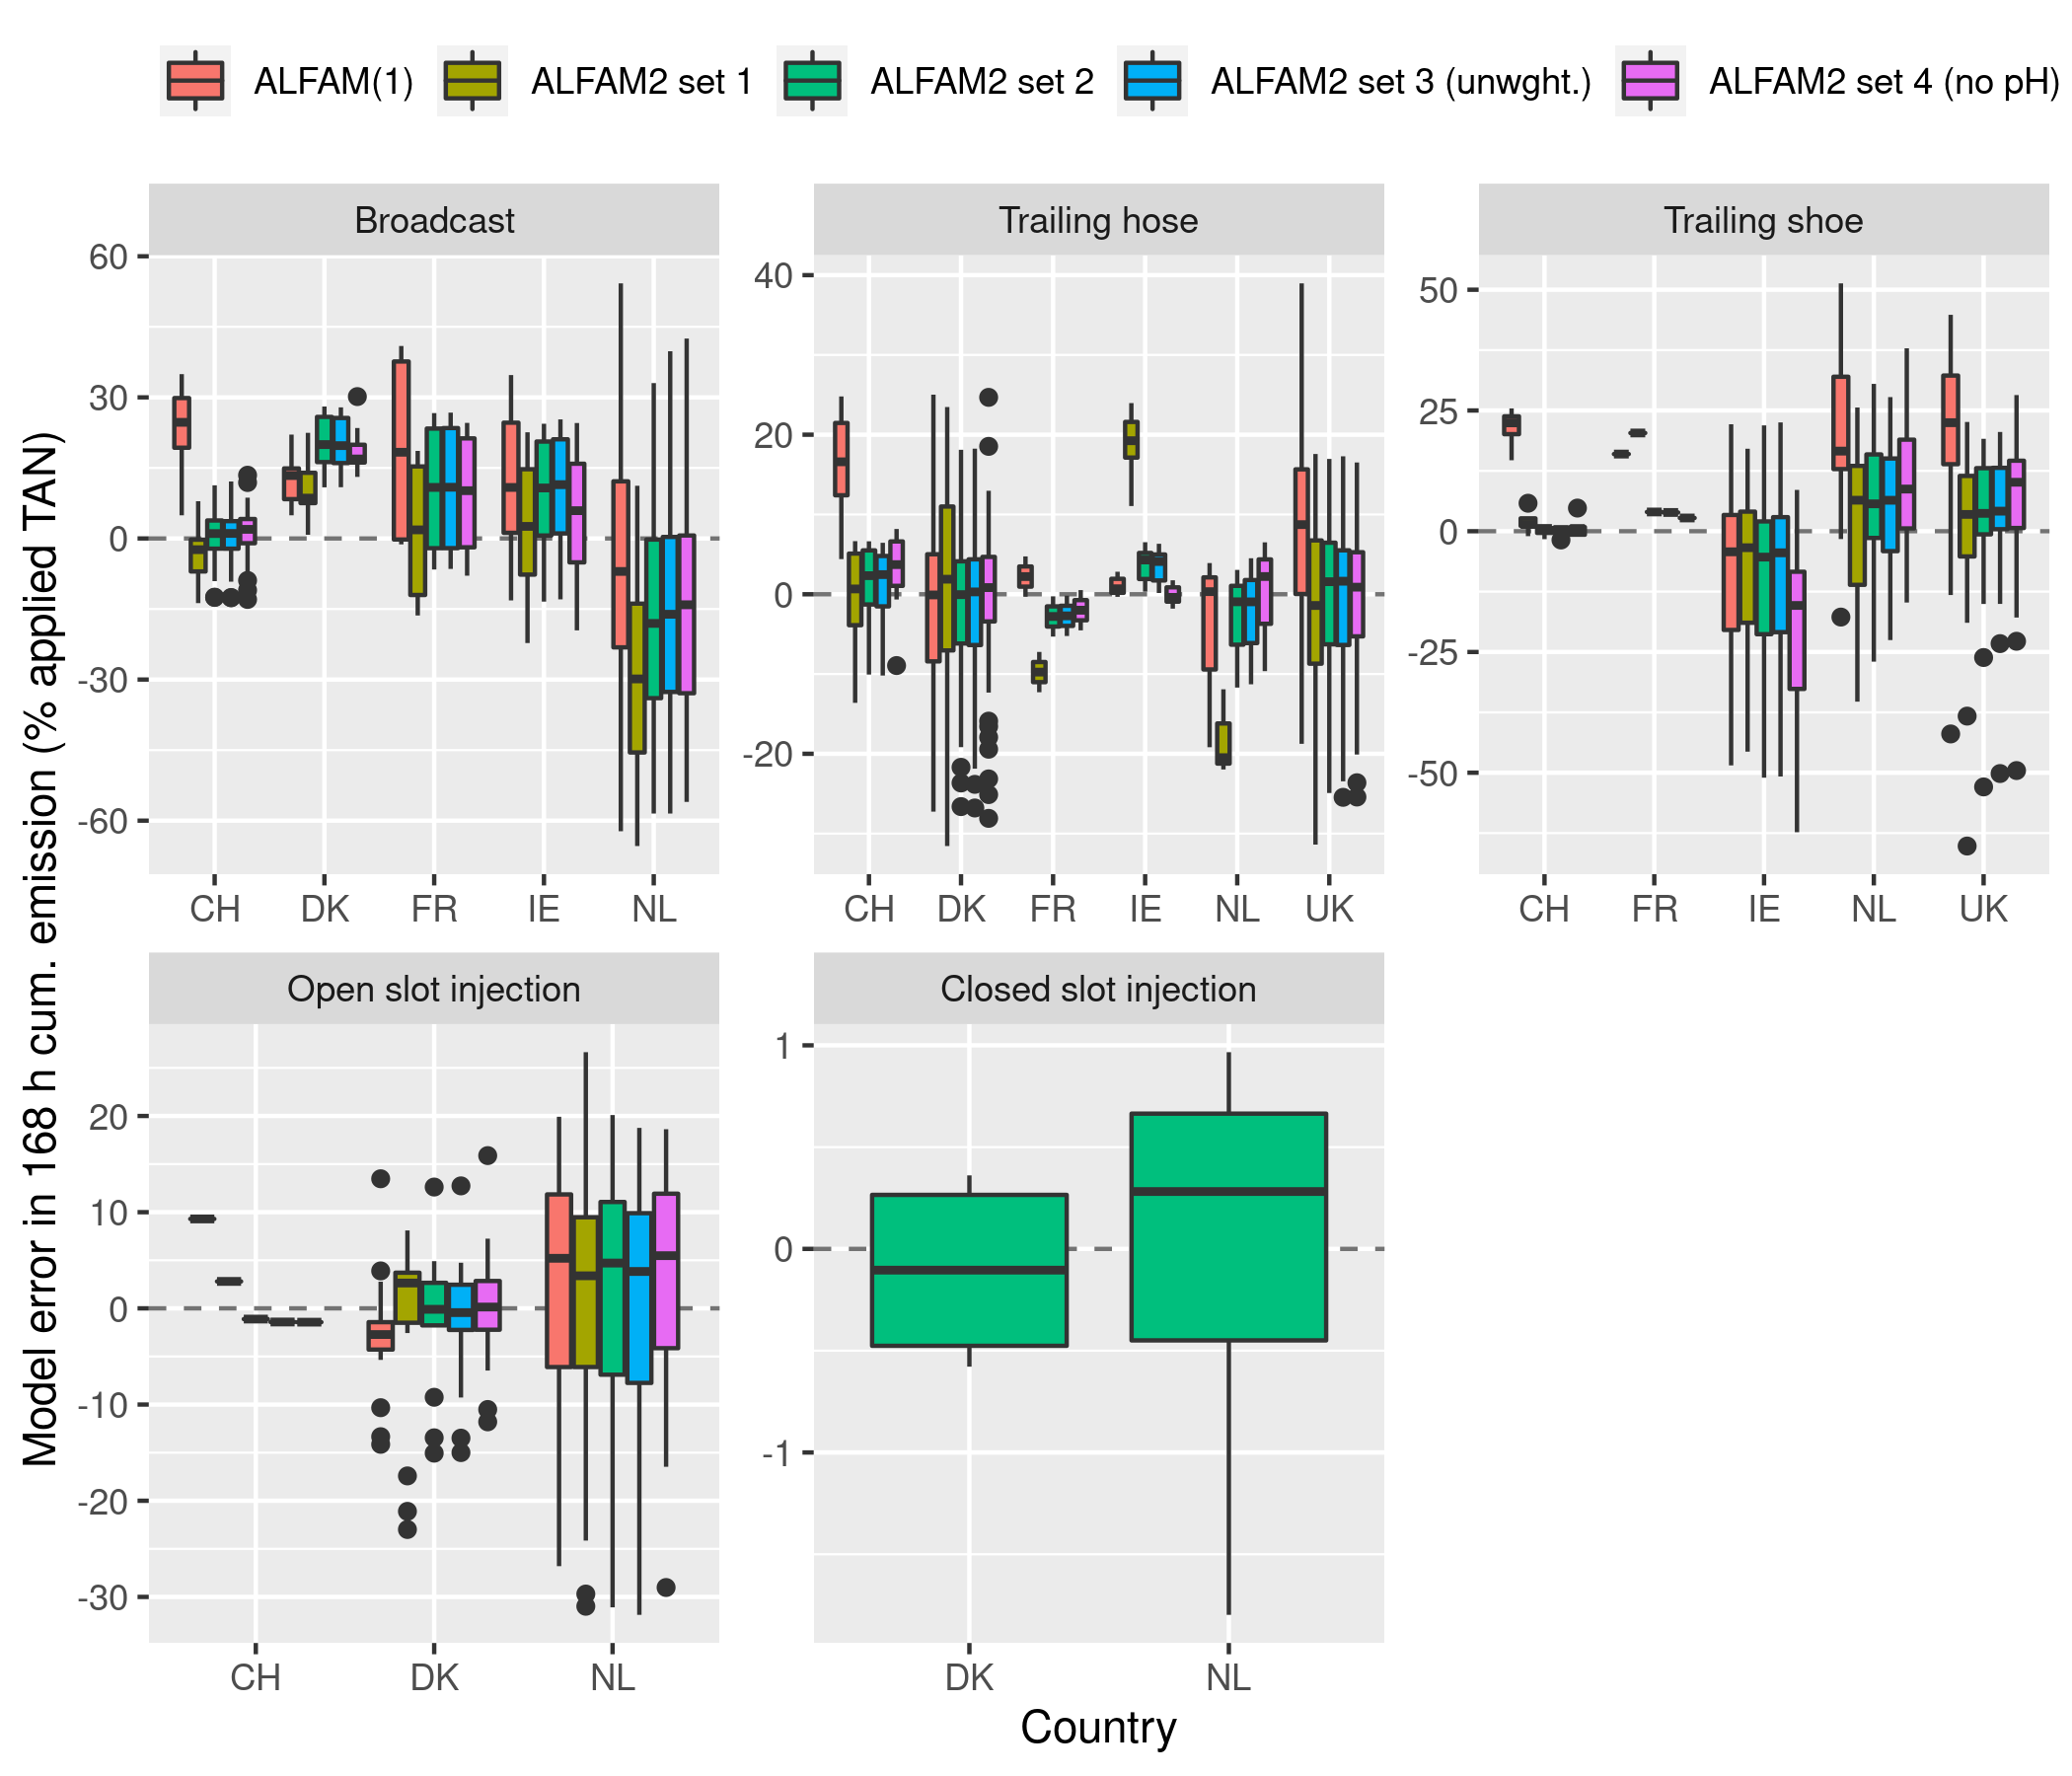 ALFAM(1) ALFAM2 set 1 ALFAM2 set 2 ALFAM2 set 3 (unwght.) ALFAM2 set 4 (no pH)
Model error in 168 h cum. emission (% applied TAN)
Broadcast
60
30
0
-30
-60
CH DK FR IE NL
Trailing hose
40
20
0
-20
CH DK FR IE NL UK
Trailing shoe
50
25
0
-25
-50
CH FR IE NL UK
Open slot injection
20
10
0
-10
-20
-30
CH DK NL
Closed slot injection
1
0
-1
DK NL
Country